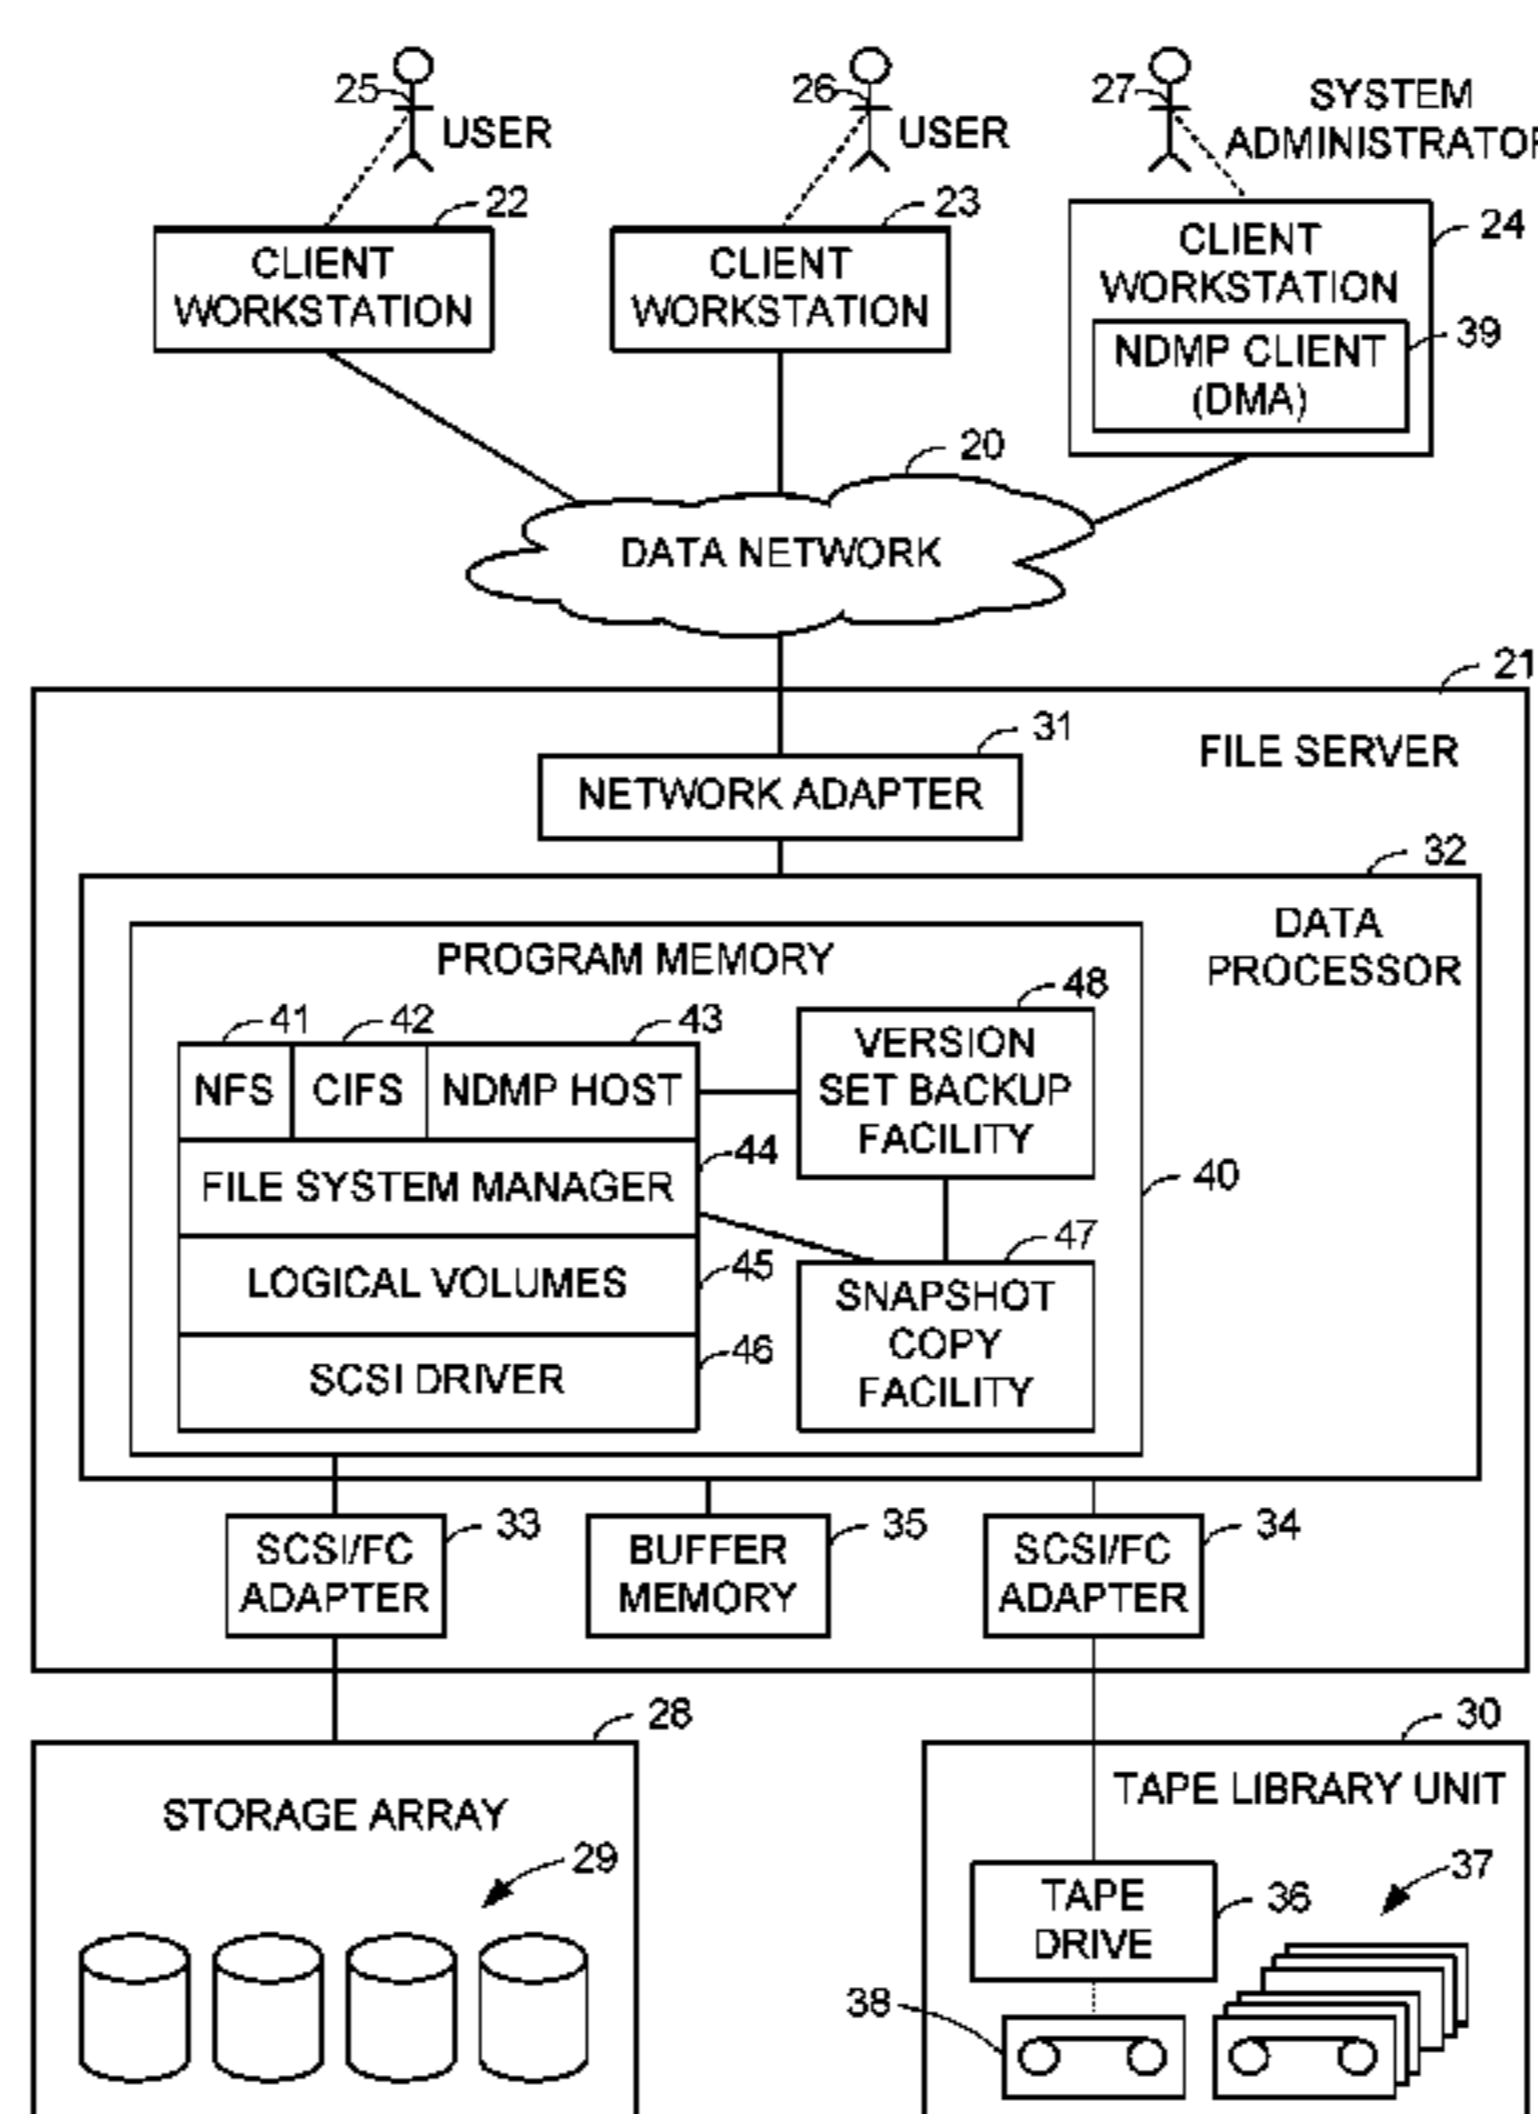 25
USER
26
USER
27
SYSTEM
ADMINISTRATOR
22
CLIENT
WORKSTATION
23
CLIENT
WORKSTATION
24
CLIENT
WORKSTATION
39
NDMP CLIENT
(DMA)
20
DATA NETWORK
21
FILE SERVER
31
NETWORK ADAPTER
32
DATA
PROCESSOR
PROGRAM MEMORY
41
42
43
48
NFS
CIFS
NDMP HOST
VERSION
SET BACKUP
FACILITY
44
FILE SYSTEM MANAGER
40
47
45
LOGICAL VOLUMES
SNAPSHOT
COPY
FACILITY
46
SCSI DRIVER
33
SCSI/FC
ADAPTER
35
BUFFER
MEMORY
34
SCSI/FC
ADAPTER
28
STORAGE ARRAY
29
30
TAPE LIBRARY UNIT
37
TAPE
DRIVE
36
38